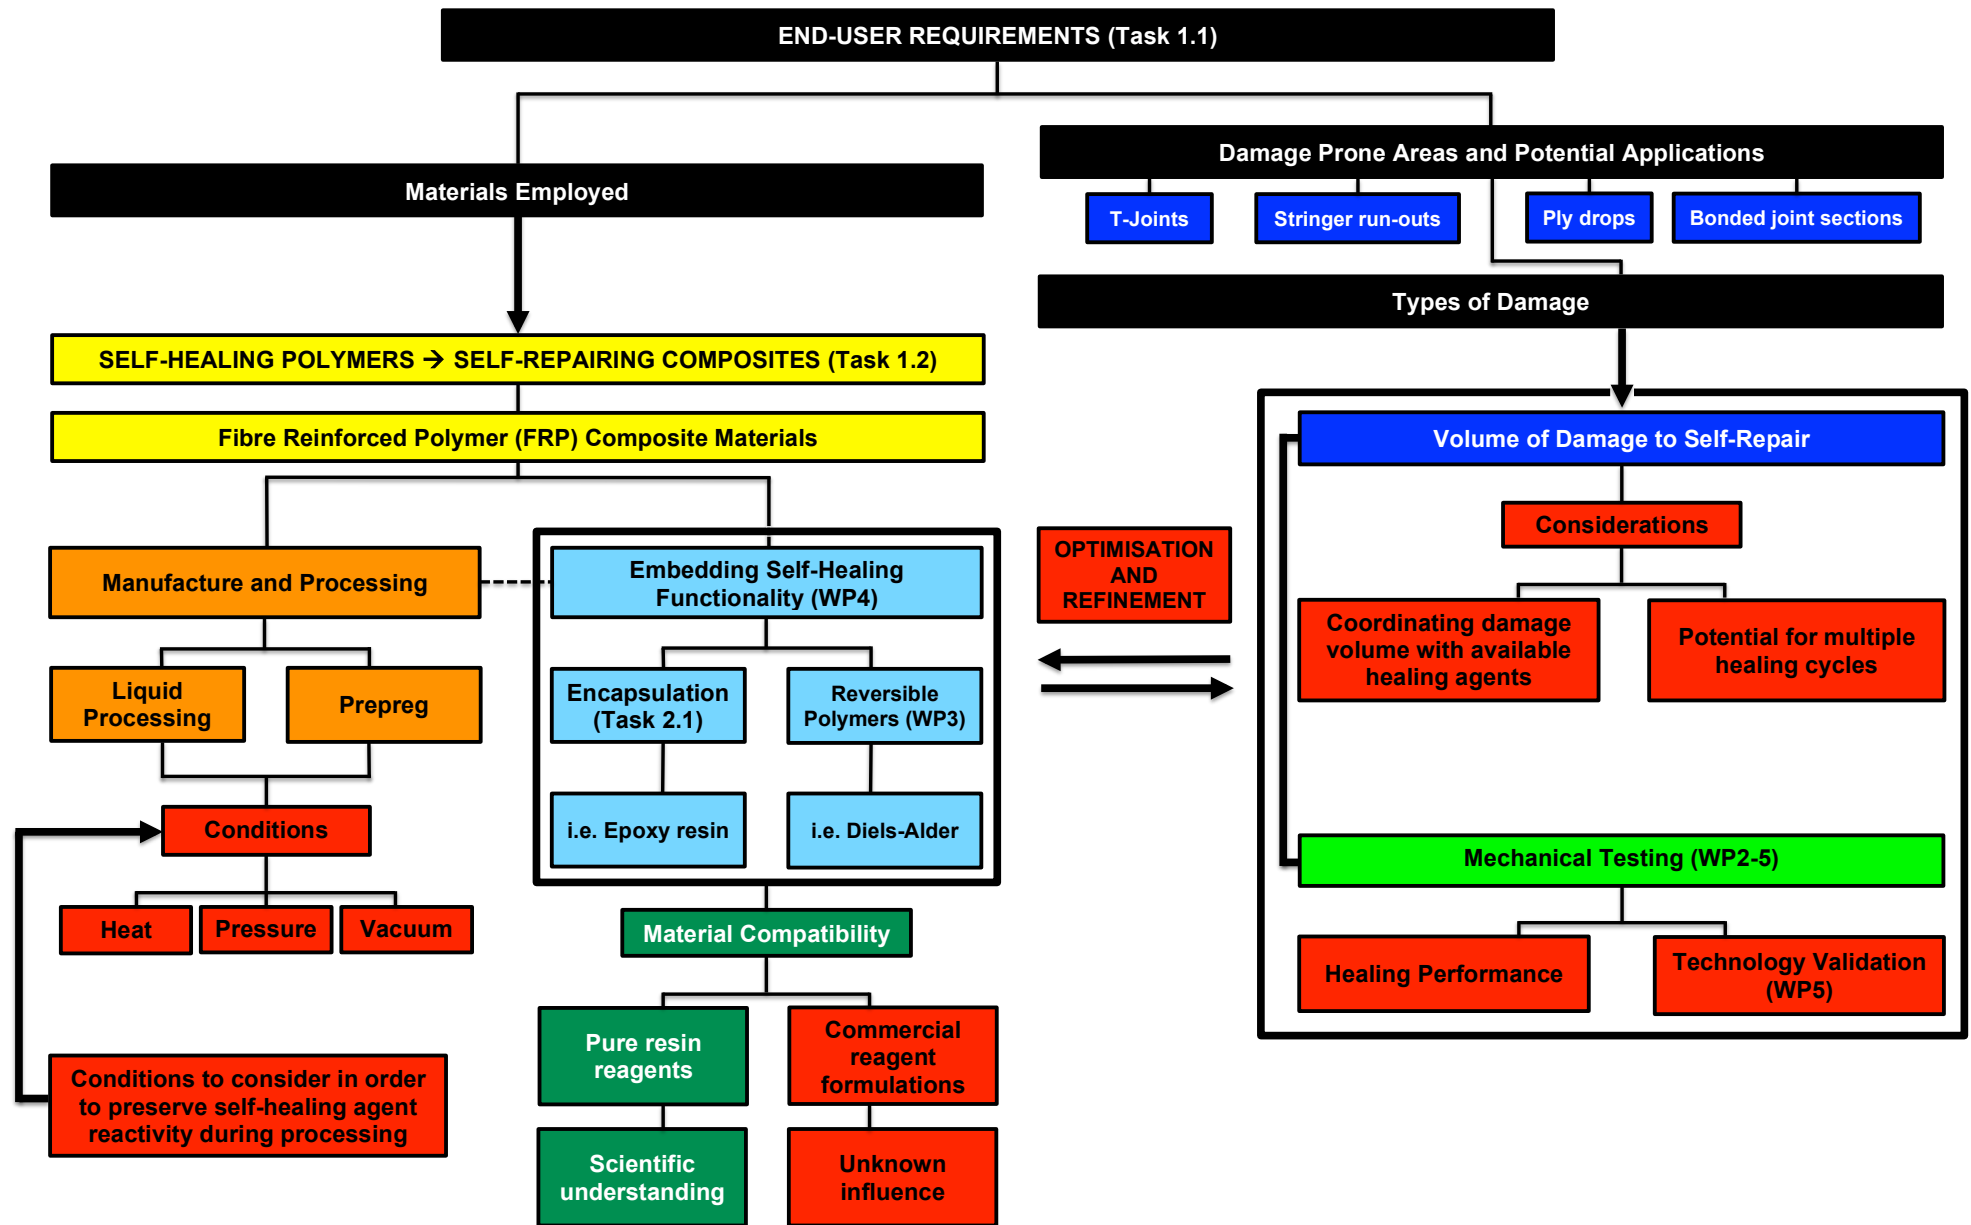 END-USER REQUIREMENTS (Task 1.1)
Damage Prone Areas and Potential Applications
Materials Employed
T-Joints
Stringer run-outs
Ply drops
Bonded joint sections
Types of Damage
SELF-HEALING POLYMERS → SELF-REPAIRING COMPOSITES (Task 1.2)
Fibre Reinforced Polymer (FRP) Composite Materials
Volume of Damage to Self-Repair
Considerations
Manufacture and Processing
Embedding Self-Healing
Functionality (WP4)
OPTIMISATION
AND
REFINEMENT
Coordinating damage
volume with available
healing agents
Potential for multiple
healing cycles
Liquid
Processing
Prepreg
Encapsulation
(Task 2.1)
Reversible
Polymers (WP3)
Conditions
i.e. Epoxy resin
i.e. Diels-Alder
Mechanical Testing (WP2-5)
Heat
Pressure
Vacuum
Material Compatibility
Healing Performance
Technology Validation
(WP5)
Pure resin
reagents
Commercial
reagent
formulations
Conditions to consider in order
to preserve self-healing agent
reactivity during processing
Scientific
understanding
Unknown
influence